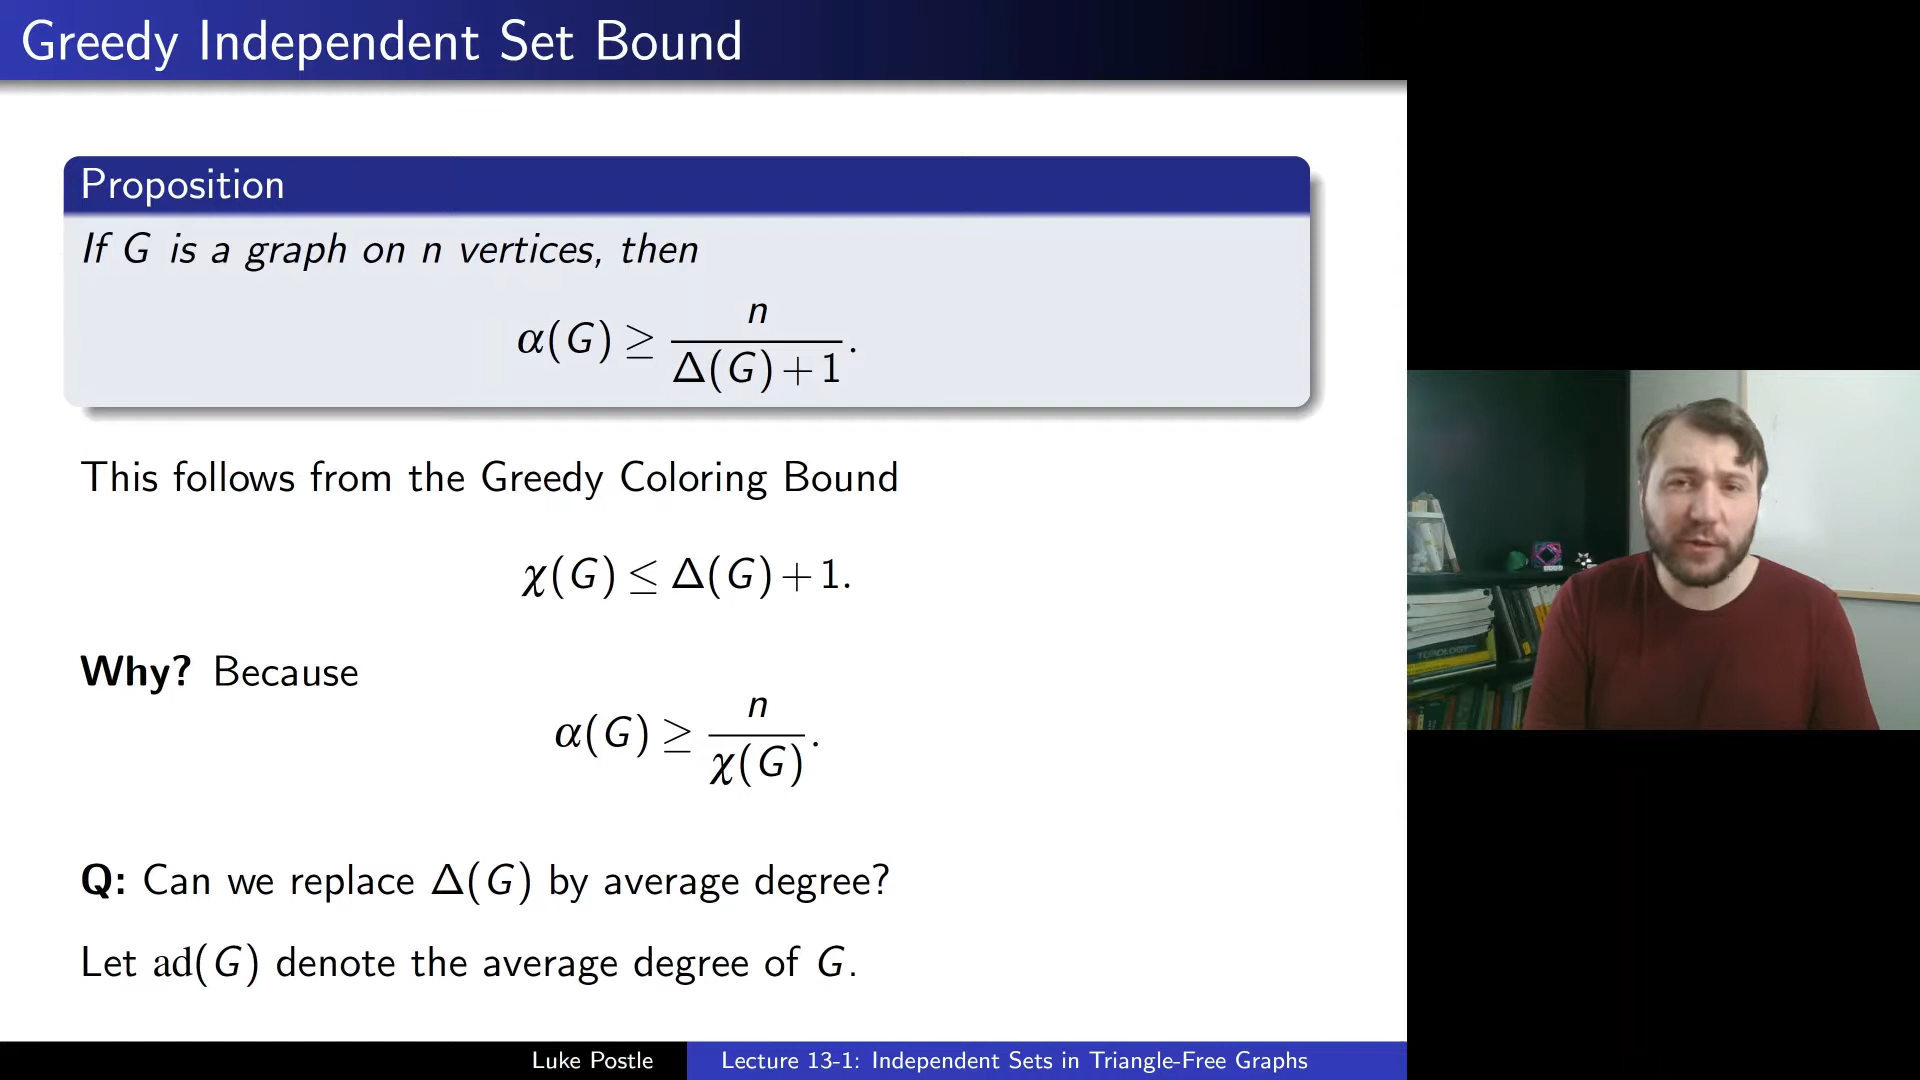 Greedy Independent Set Bound
Proposition
If G is a graph on n vertices, then
α(G) ≥ n / (Δ(G)+1).
This follows from the Greedy Coloring Bound
χ(G) ≤ Δ(G)+1.
Why? Because
α(G) ≥ n / χ(G).
Q: Can we replace Δ(G) by average degree?
Let ad(G) denote the average degree of G.
TOPOLOGY
Luke Postle
Lecture 13-1: Independent Sets in Triangle-Free Graphs